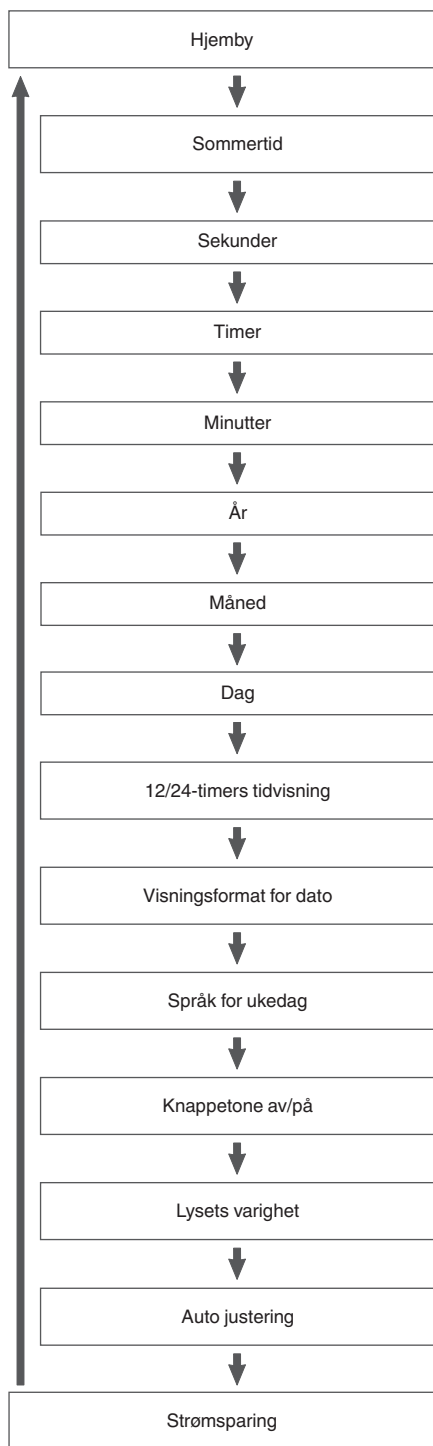 Hjemby
Sommertid
Sekunder
Timer
Minutter
År
Måned
Dag
12/24-timers tidvisning
Visningsformat for dato
Språk for ukedag
Knappetone av/på
Lysets varighet
Auto justering
Strømsparing